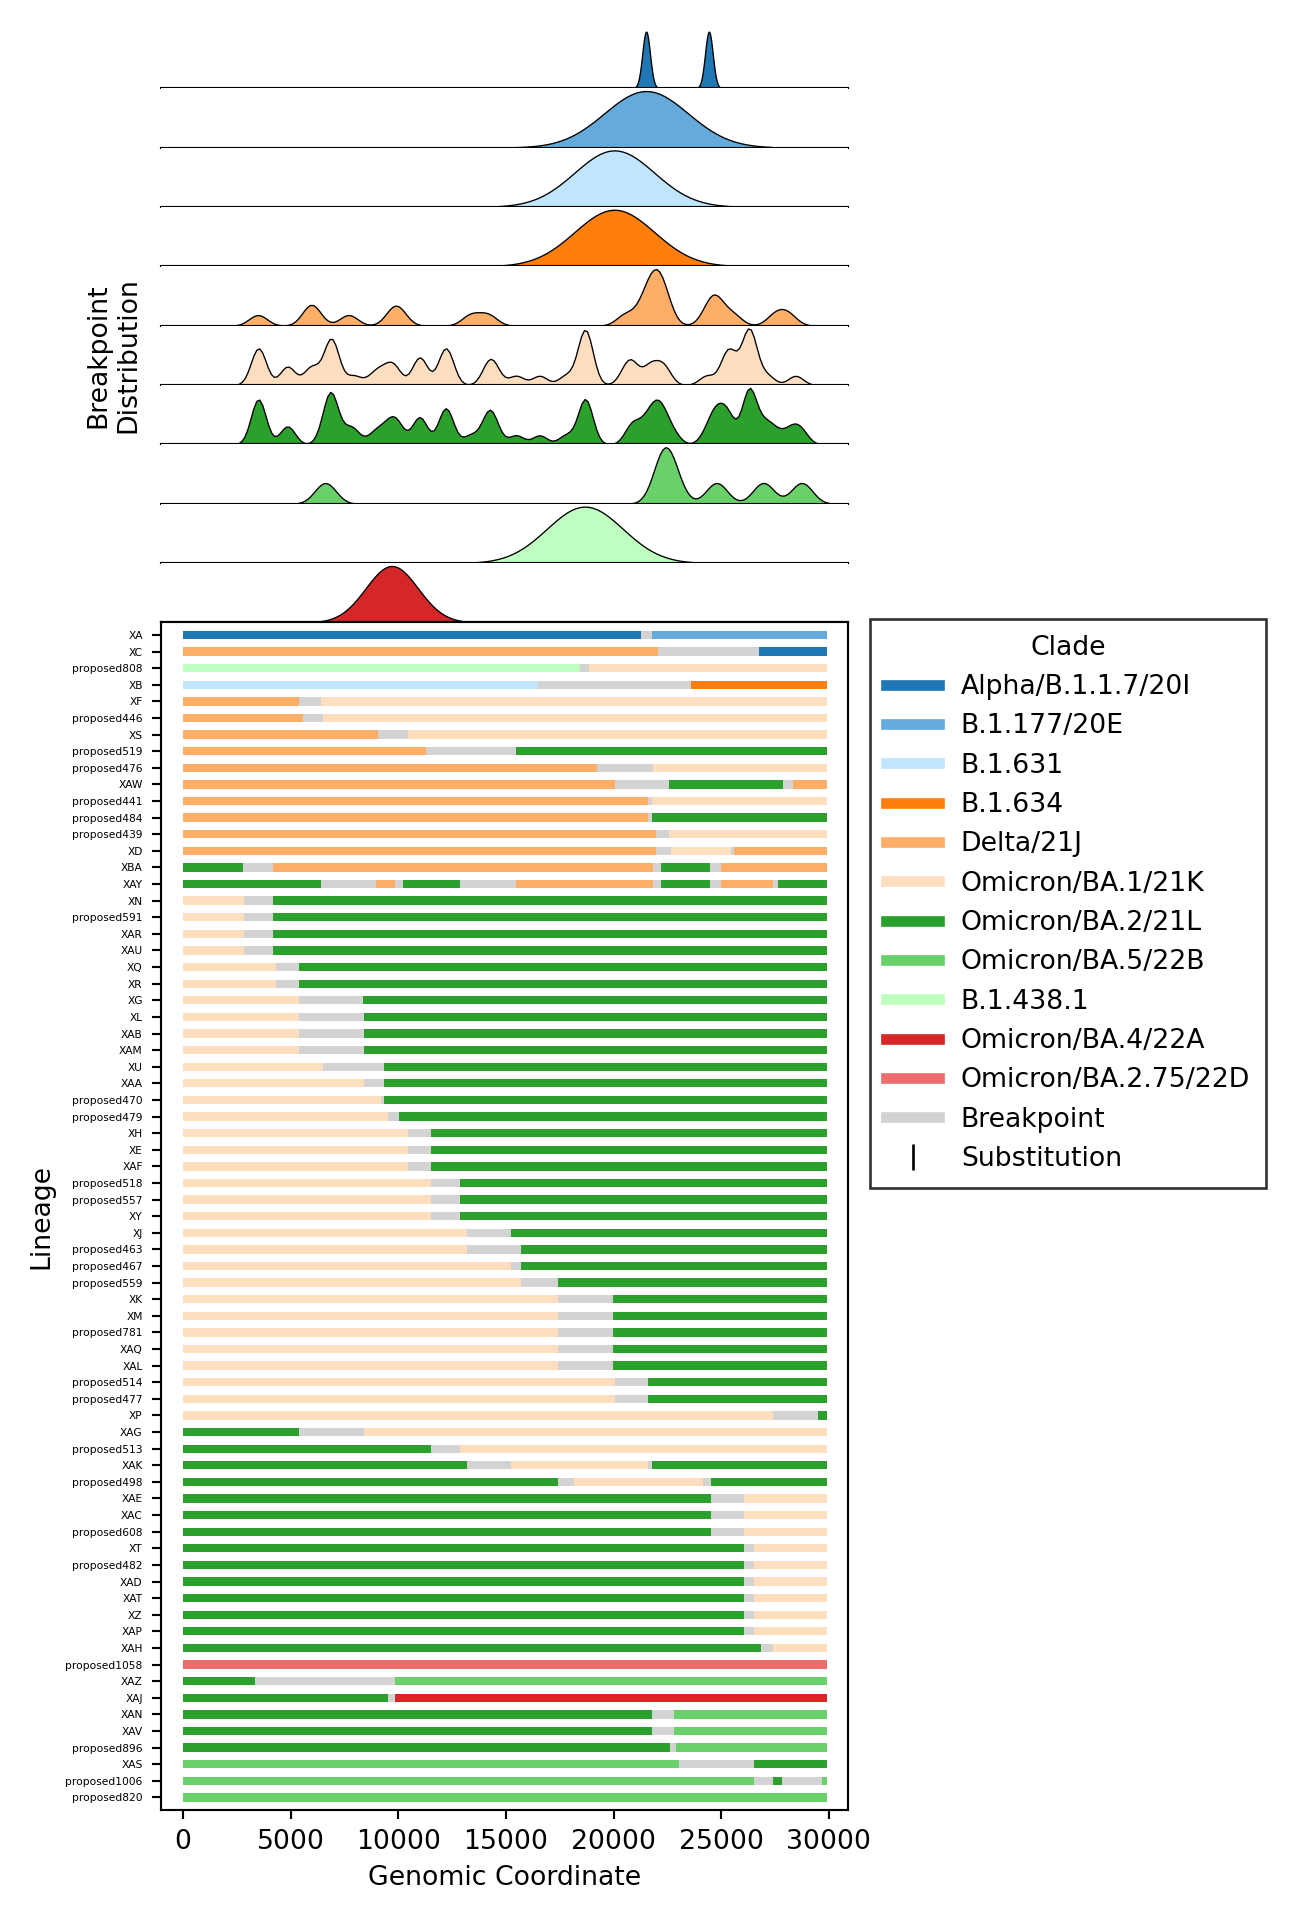 Breakpoint
Distribution
XA
XC
proposed808
XB
XF
proposed446
XS
proposed519
proposed476
XAW
proposed441
proposed484
proposed439
XD
XBA
XAY
XN
proposed591
XAR
XAU
XQ
XR
XG
XL
XAB
XAM
XU
XAA
proposed470
proposed479
XH
XE
XAF
proposed518
proposed557
XY
XJ
proposed463
proposed467
proposed559
XK
XM
proposed781
XAQ
XAL
proposed514
proposed477
XP
XAG
proposed513
XAK
proposed498
XAE
XAC
proposed608
XT
proposed482
XAD
XAT
XZ
XAP
XAH
proposed1058
XAZ
XAJ
XAN
XAV
proposed896
XAS
proposed1006
proposed820
Lineage
0 5000 10000 15000 20000 25000 30000
Genomic Coordinate
Clade
Alpha/B.1.1.7/20I
B.1.177/20E
B.1.631
B.1.634
Delta/21J
Omicron/BA.1/21K
Omicron/BA.2/21L
Omicron/BA.5/22B
B.1.438.1
Omicron/BA.4/22A
Omicron/BA.2.75/22D
Breakpoint
Substitution